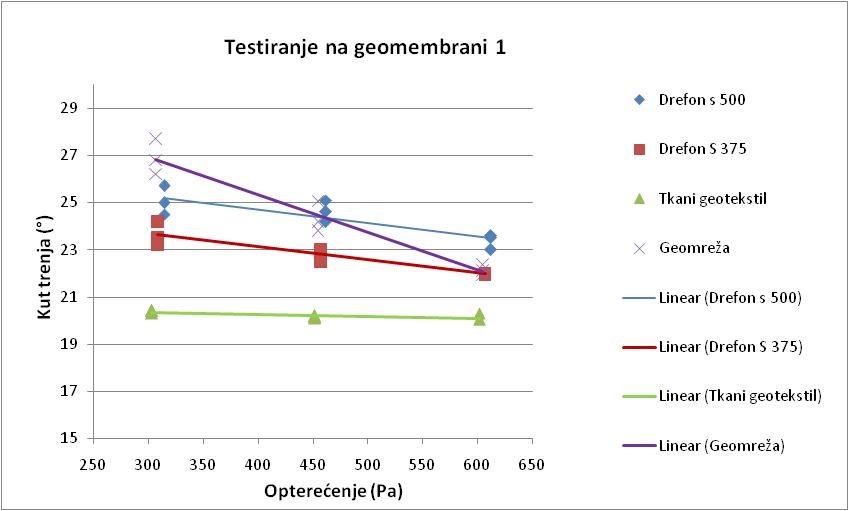 Testiranje na geomembrani 1
29
27
25
23
21
19
17
15
Kut trenja (°)
250 300 350 400 450 500 550 600 650
Opterećenje (Pa)
Drefon s 500
Drefon S 375
Tkani geotekstil
Geomreža
Linear (Drefon s 500)
Linear (Drefon S 375)
Linear (Tkani geotekstil)
Linear (Geomreža)